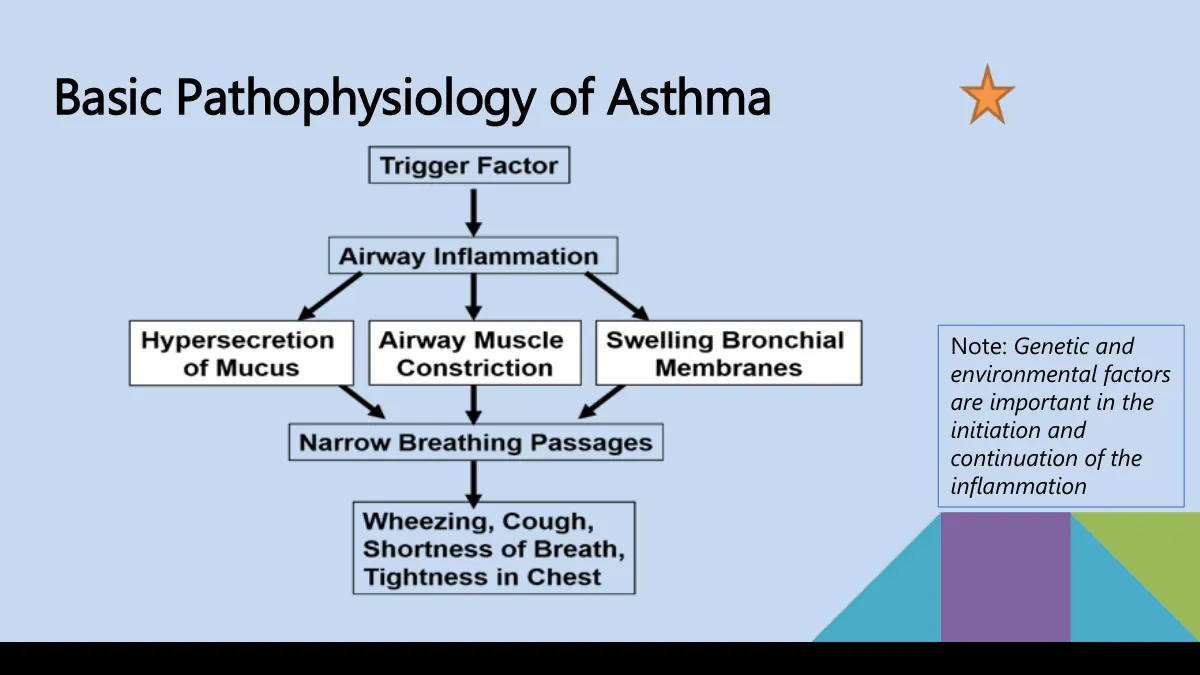 Basic Pathophysiology of Asthma
Trigger Factor
Airway Inflammation
Hypersecretion
of Mucus
Airway Muscle
Constriction
Swelling Bronchial
Membranes
Narrow Breathing Passages
Wheezing, Cough,
Shortness of Breath,
Tightness in Chest
Note: Genetic and
environmental factors
are important in the
initiation and
continuation of the
inflammation